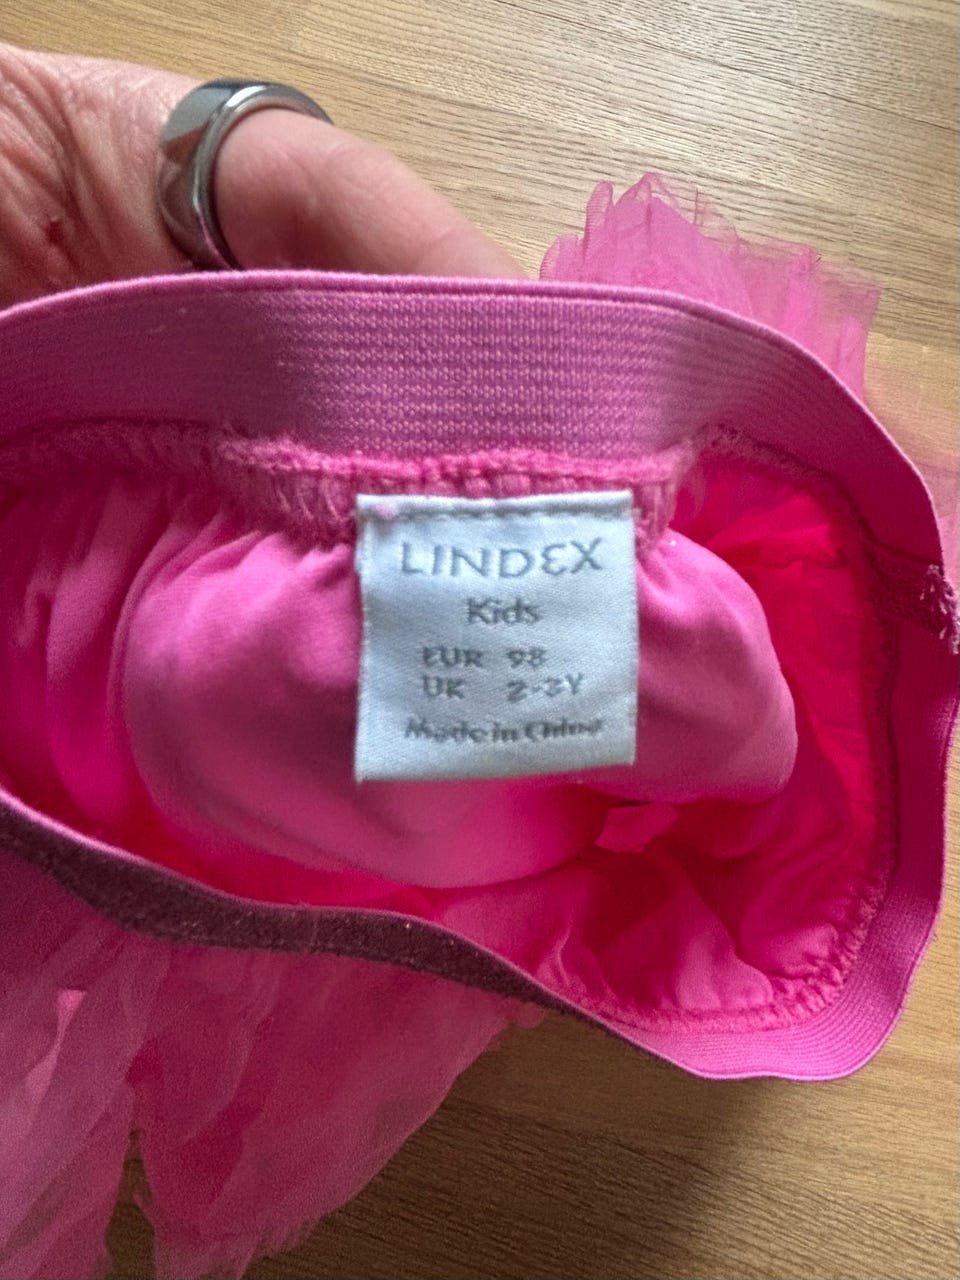 LINDEX
Kids
EUR 98
UK 2-3Y
Made in China